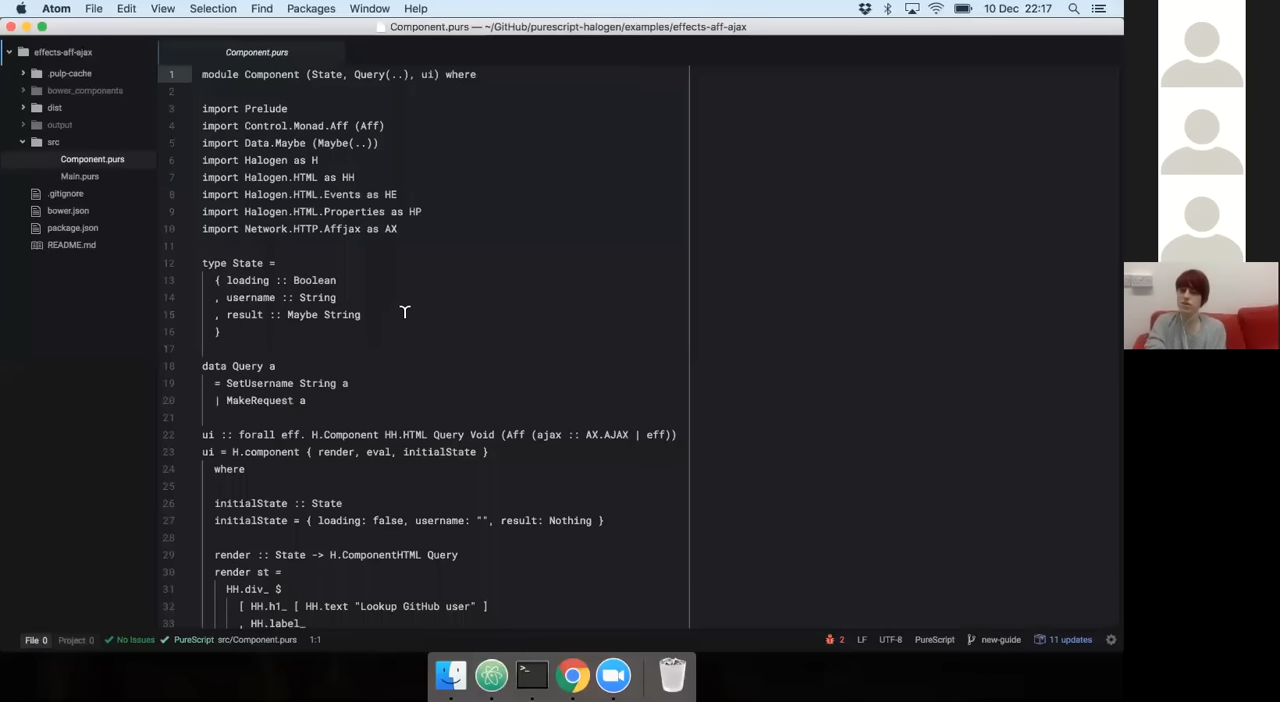 Atom File Edit View Selection Find Packages Window Help 10 Dec 22:17
Component.purs — ~/GitHub/purescript-halogen/examples/effects-aff-ajax
effects-aff-ajax
.pulp-cache
bower_components
dist
output
src
Component.purs
Main.purs
.gitignore
bower.json
package.json
README.md
Component.purs
1 module Component (State, Query(..), ui) where
2
3 import Prelude
4 import Control.Monad.Aff (Aff)
5 import Data.Maybe (Maybe(..))
6 import Halogen as H
7 import Halogen.HTML as HH
8 import Halogen.HTML.Events as HE
9 import Halogen.HTML.Properties as HP
10 import Network.HTTP.Affjax as AX
11
12 type State =
13 { loading :: Boolean
14 , username :: String
15 , result :: Maybe String
16 }
17
18 data Query a
19 = SetUsername String a
20 | MakeRequest a
21
22 ui :: forall eff. H.Component HH.HTML Query Void (Aff (ajax :: AX.AJAX | eff))
23 ui = H.component { render, eval, initialState }
24 where
25
26 initialState :: State
27 initialState = { loading: false, username: "", result: Nothing }
28
29 render :: State -> H.ComponentHTML Query
30 render st =
31 HH.div_ $
32 [ HH.h1_ [ HH.text "Lookup GitHub user" ]
33 , HH.label_
File 0 Project 0 No Issues PureScript src/Component.purs 1:1 2 LF UTF-8 PureScript new-guide 11 updates